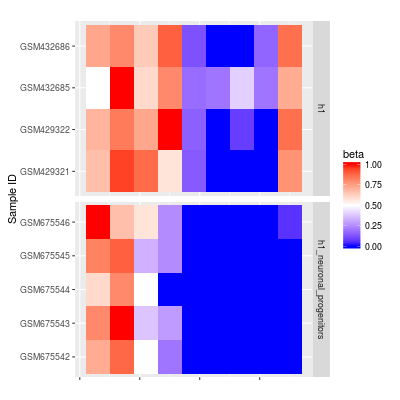 GSM432686
GSM432685
GSM429322
GSM429321
h1
GSM675546
GSM675545
GSM675544
GSM675543
GSM675542
h1_neuronal_progenitors
Sample ID
beta
1.00
0.75
0.50
0.25
0.00